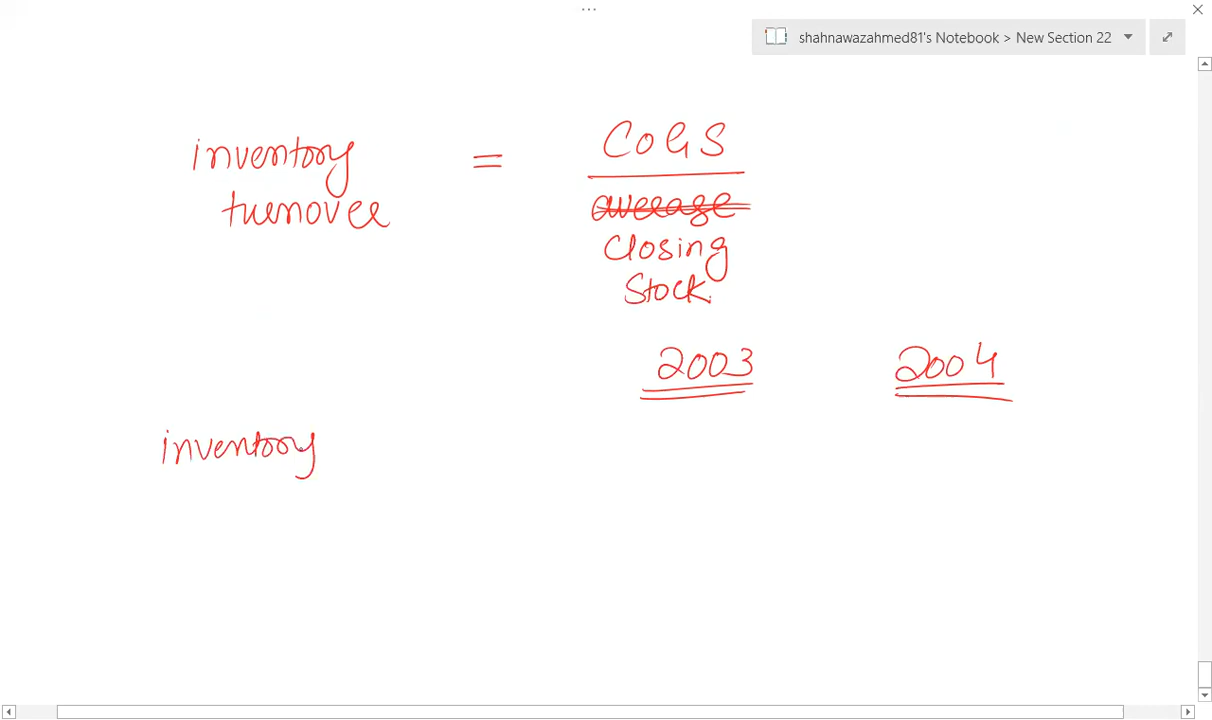 shahnawazahmed81's Notebook > New Section 22
inventory = COGS
turnover average
Closing
Stock
2003 2004
inventory